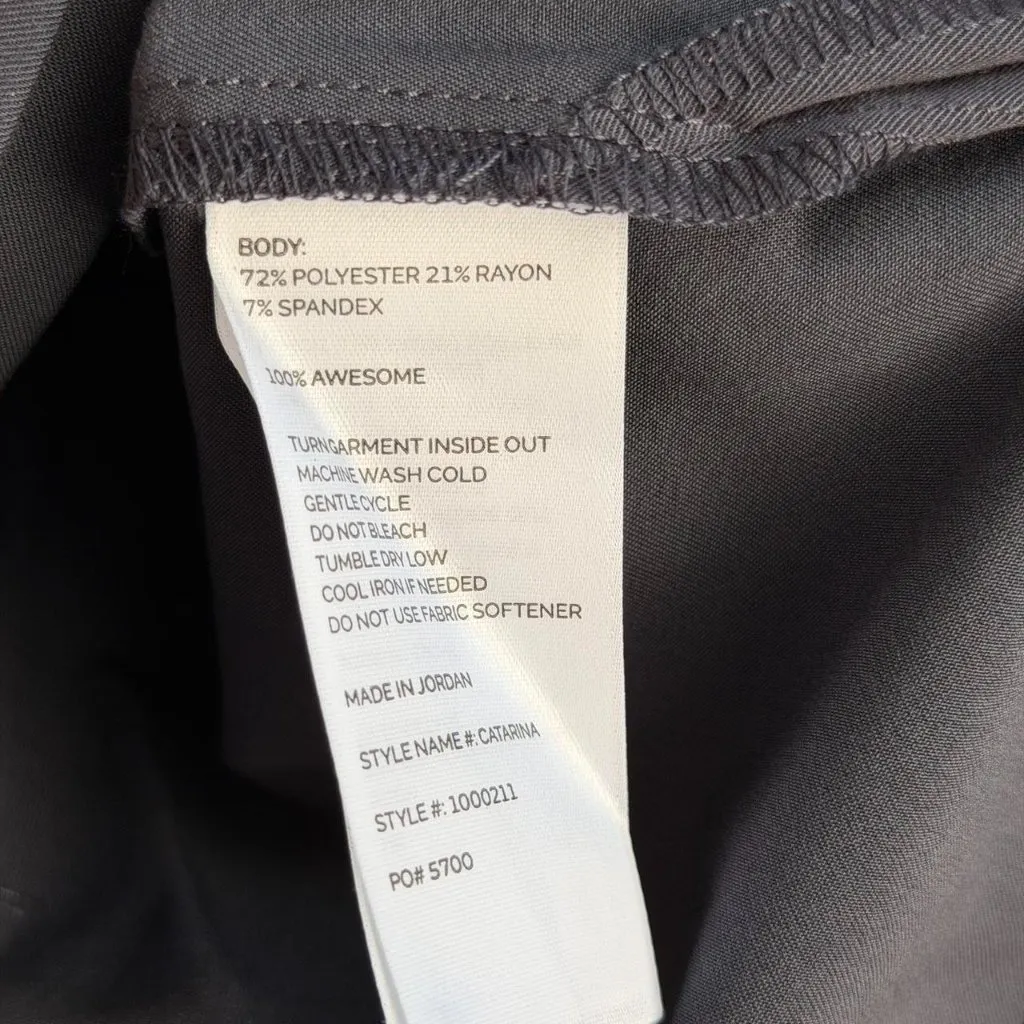 BODY:
72% POLYESTER 21% RAYON
7% SPANDEX
100% AWESOME
TURN GARMENT INSIDE OUT
MACHINE WASH COLD
GENTLE CYCLE
DO NOT BLEACH
TUMBLE DRY LOW
COOL IRON IF NEEDED
DO NOT USE FABRIC SOFTENER
MADE IN JORDAN
STYLE NAME #: CATARINA
STYLE #: 1000211
PO# 5700